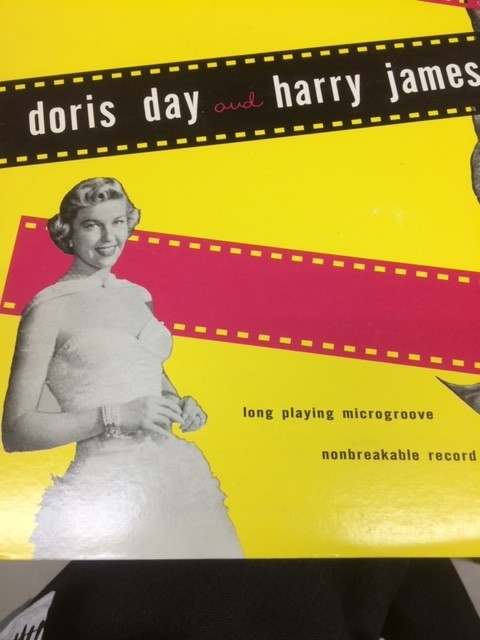 doris day and harry james
long playing microgroove
nonbreakable record